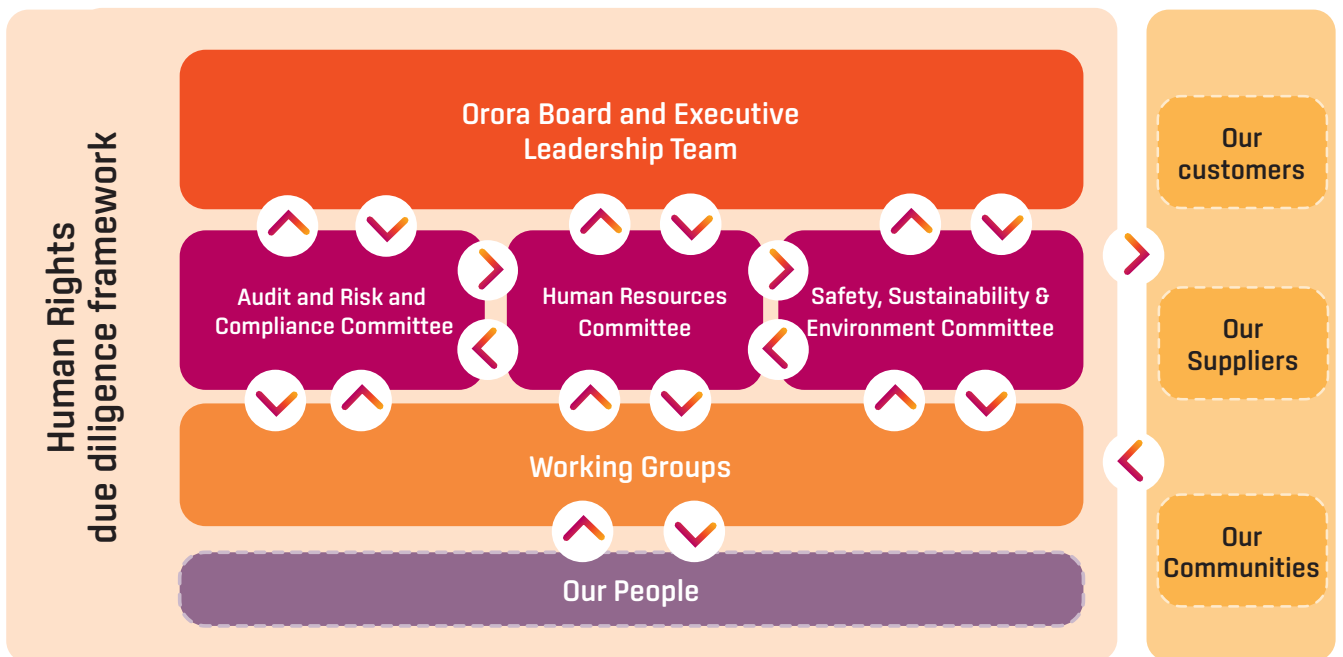 Human Rights
due diligence framework
Orora Board and Executive
Leadership Team
Audit and Risk and
Compliance Committee
Human Resources
Committee
Safety, Sustainability &
Environment Committee
Working Groups
Our People
Our
customers
Our
Suppliers
Our
Communities